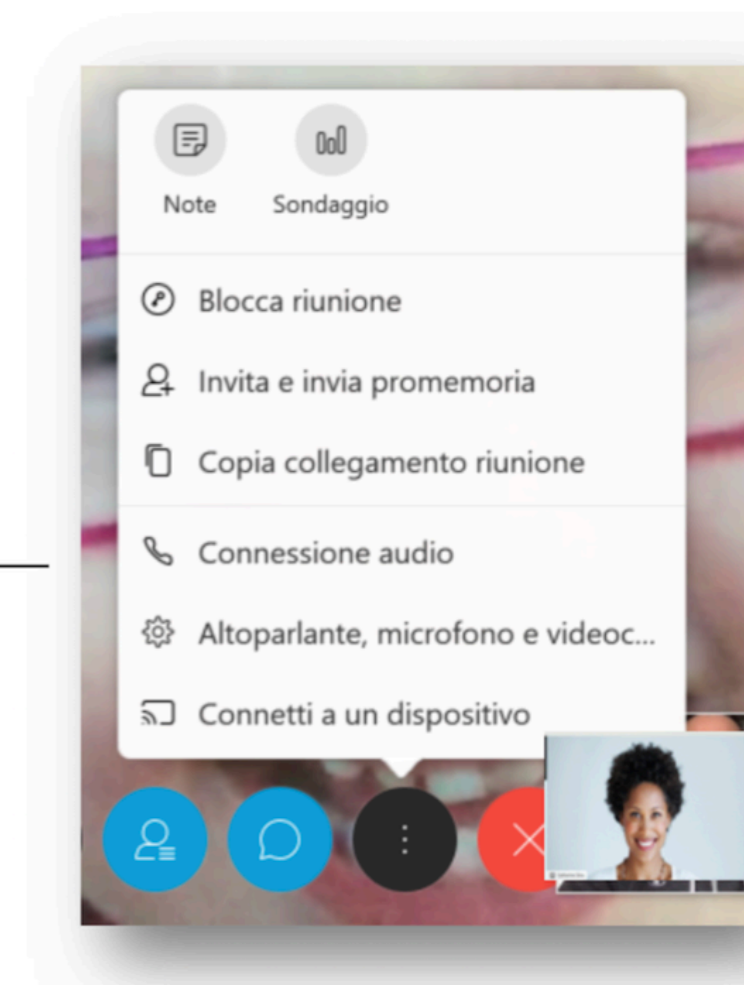 Note
Sondaggio
Blocca riunione
Invita e invia promemoria
Copia collegamento riunione
Connessione audio
Altoparlante, microfono e videoc...
Connetti a un dispositivo